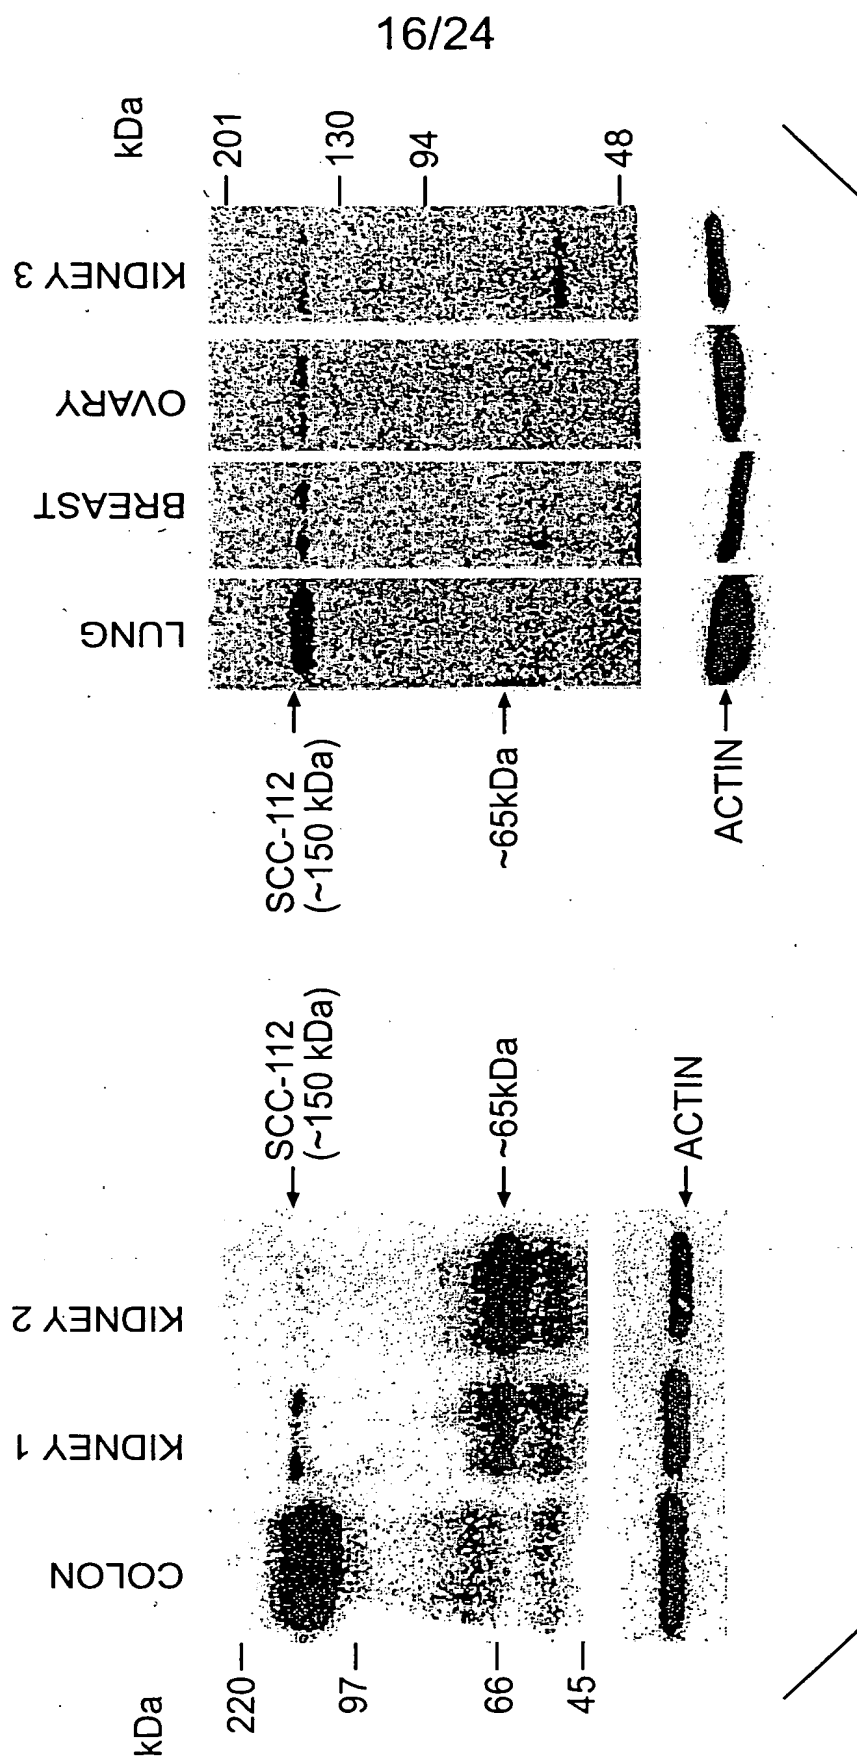 16/24
kDa
220
97
66
45
COLON
KIDNEY 1
KIDNEY 2
SCC-112
(~150 kDa)
~65kDa
ACTIN
SCC-112
(~150 kDa)
~65kDa
ACTIN
LUNG
BREAST
OVARY
KIDNEY 3
kDa
201
130
94
48